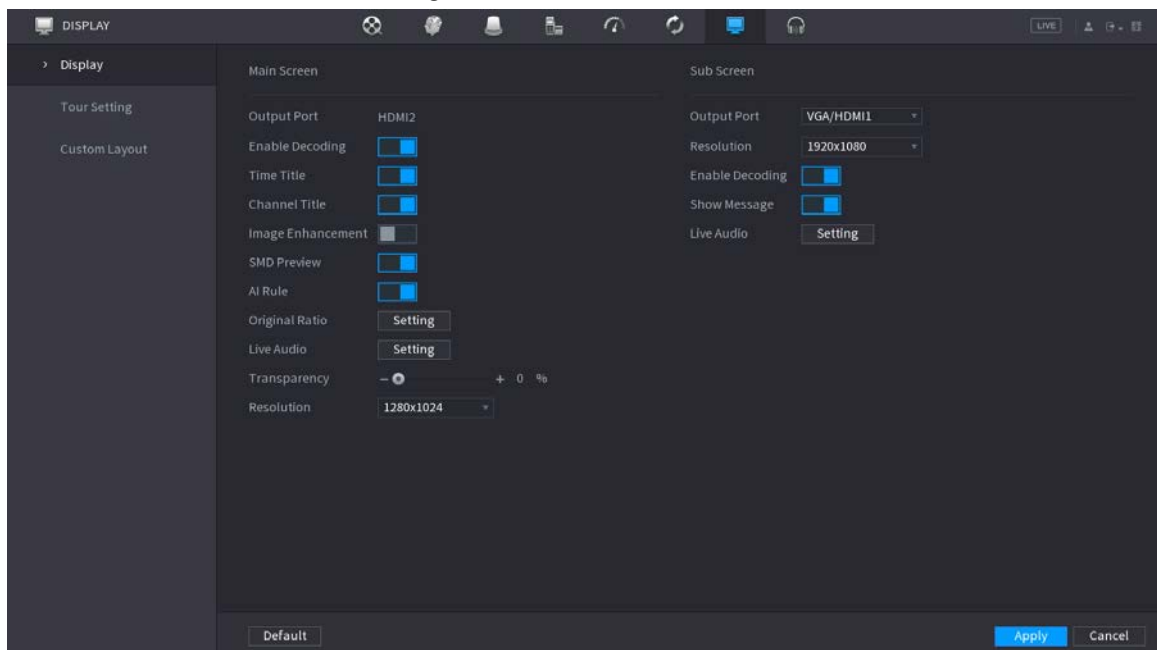 DISPLAY
LIVE
Display
Tour Setting
Custom Layout
Main Screen
Output Port HDMI2
Enable Decoding
Time Title
Channel Title
Image Enhancement
SMD Preview
AI Rule
Original Ratio Setting
Live Audio Setting
Transparency − + 0 %
Resolution 1280x1024
Sub Screen
Output Port VGA/HDMI1
Resolution 1920x1080
Enable Decoding
Show Message
Live Audio Setting
Default
Apply Cancel